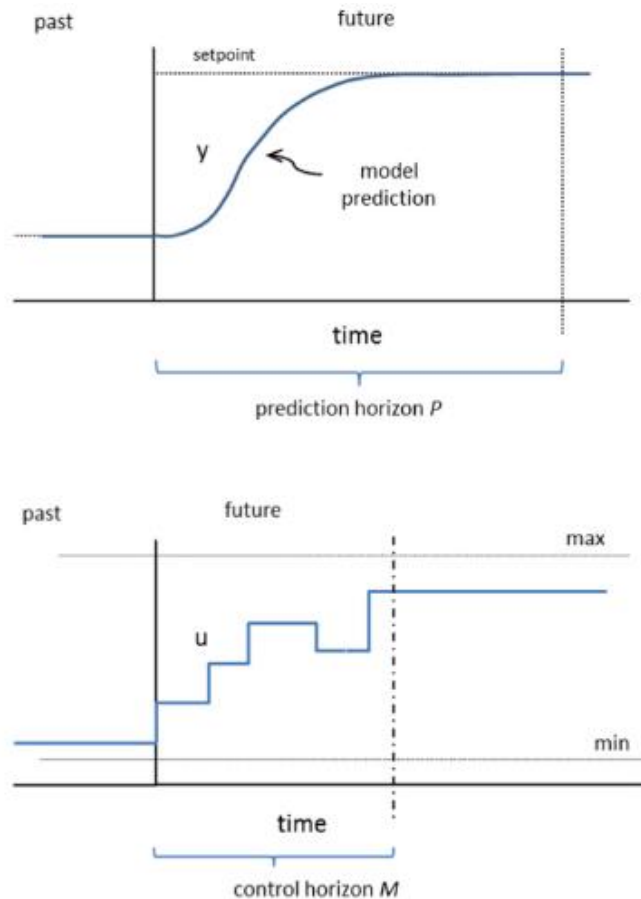 past
future
setpoint
y
model
prediction
time
prediction horizon P
past
future
max
u
min
time
control horizon M